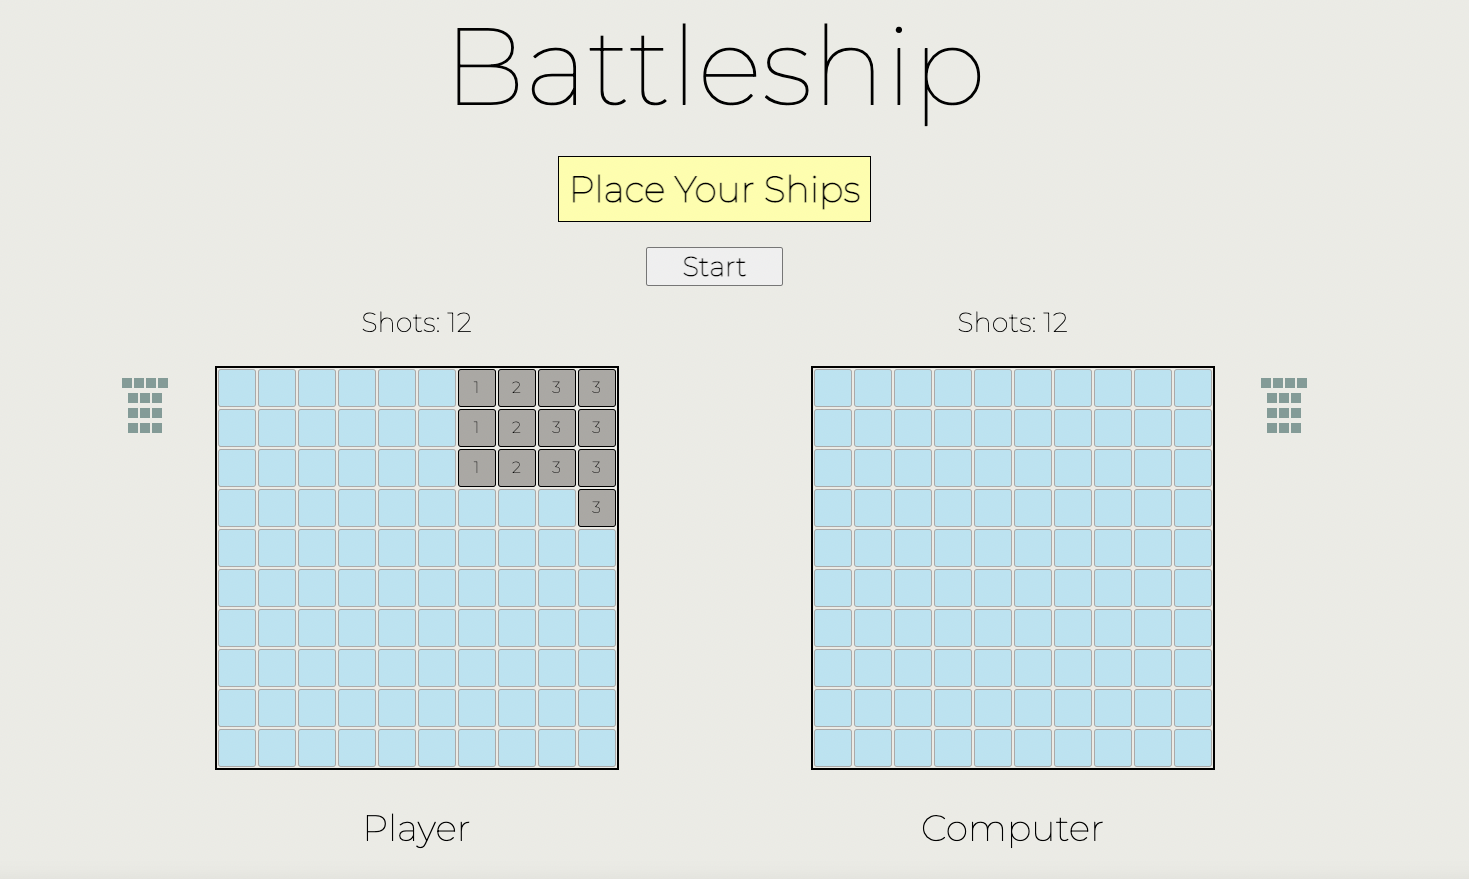 Battleship
Place Your Ships
Start
Shots: 12
Shots: 12
1 2 3 3
1 2 3 3
1 2 3 3
3
Player
Computer